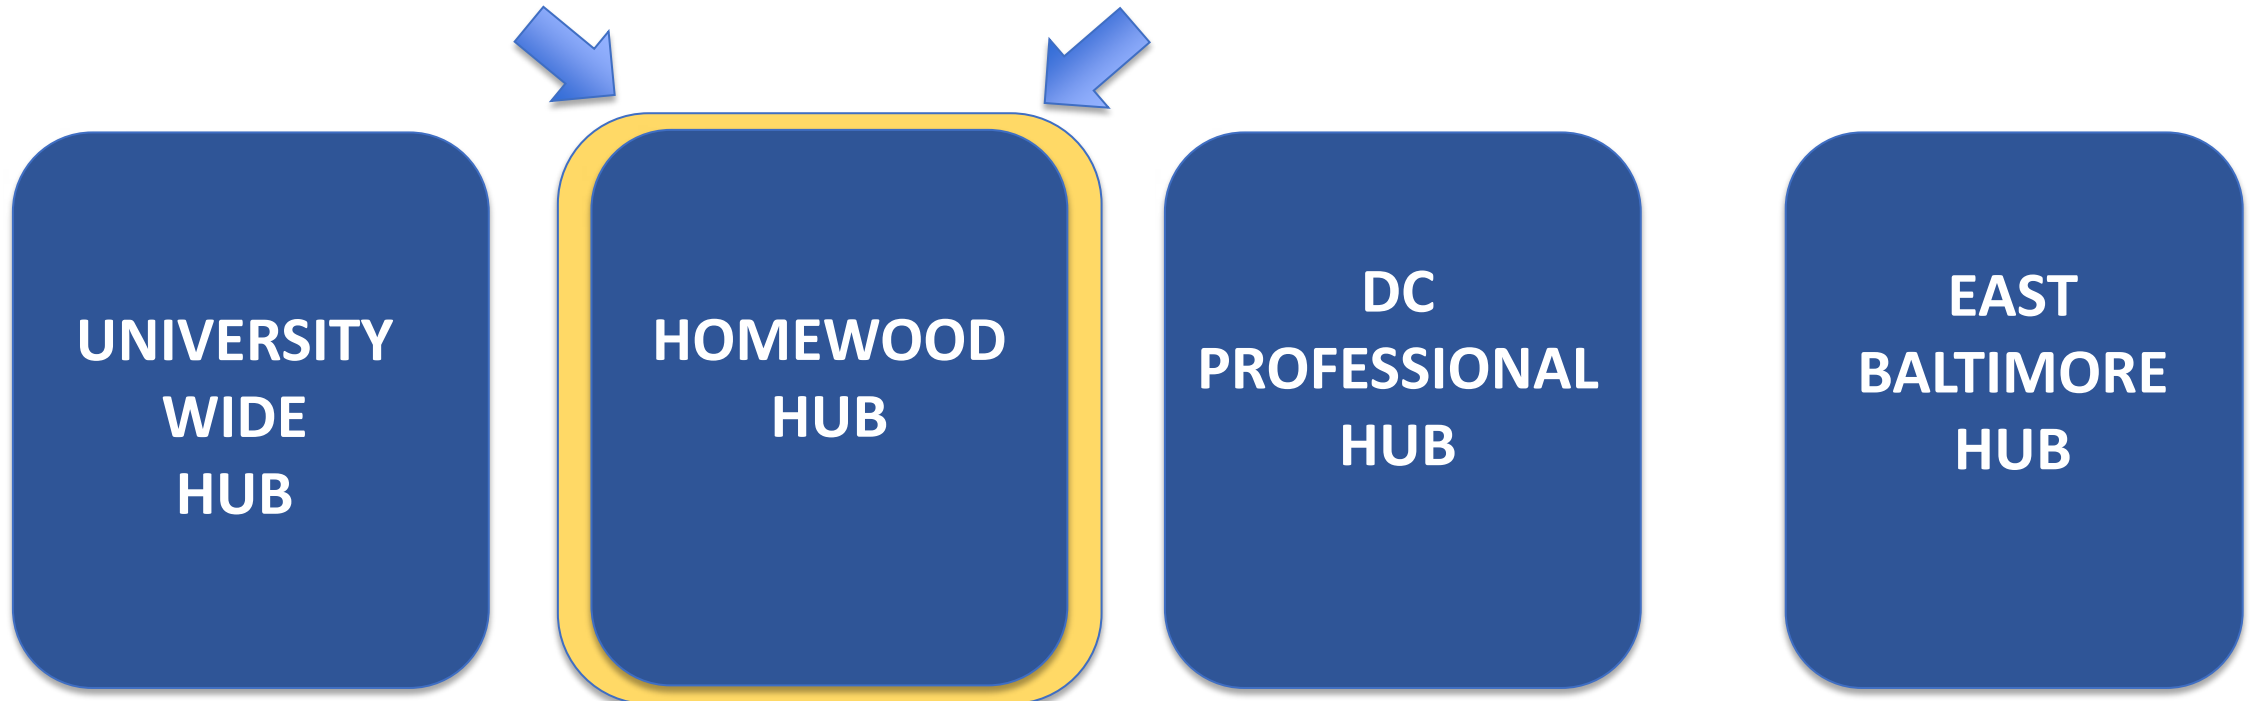 UNIVERSITY
WIDE
HUB
HOMEWOOD
HUB
DC
PROFESSIONAL
HUB
EAST
BALTIMORE
HUB